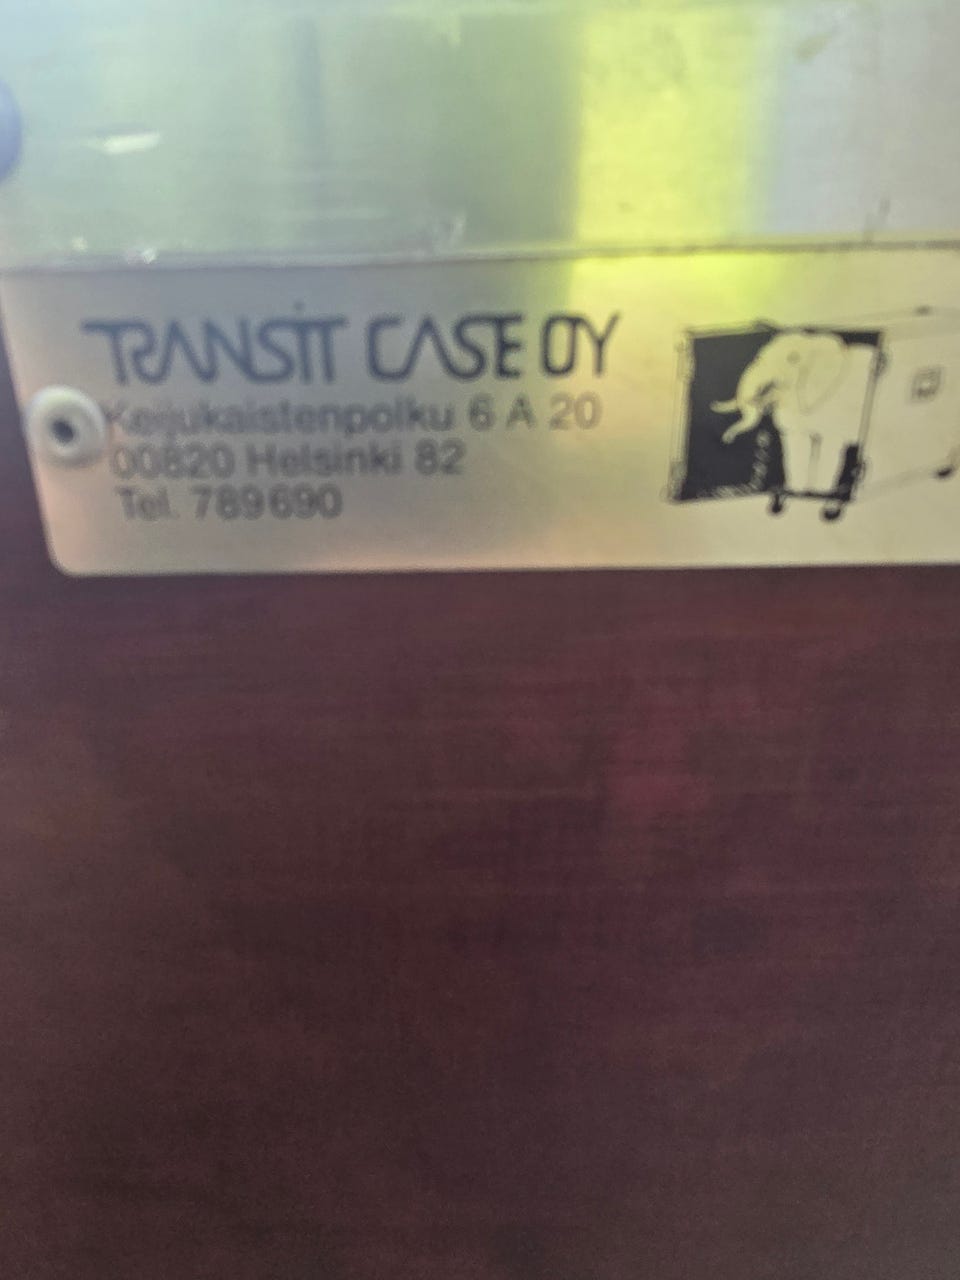 TRANSIT CASE OY
Keijukaistenpolku 6 A 20
00820 Helsinki 82
Tel. 789690